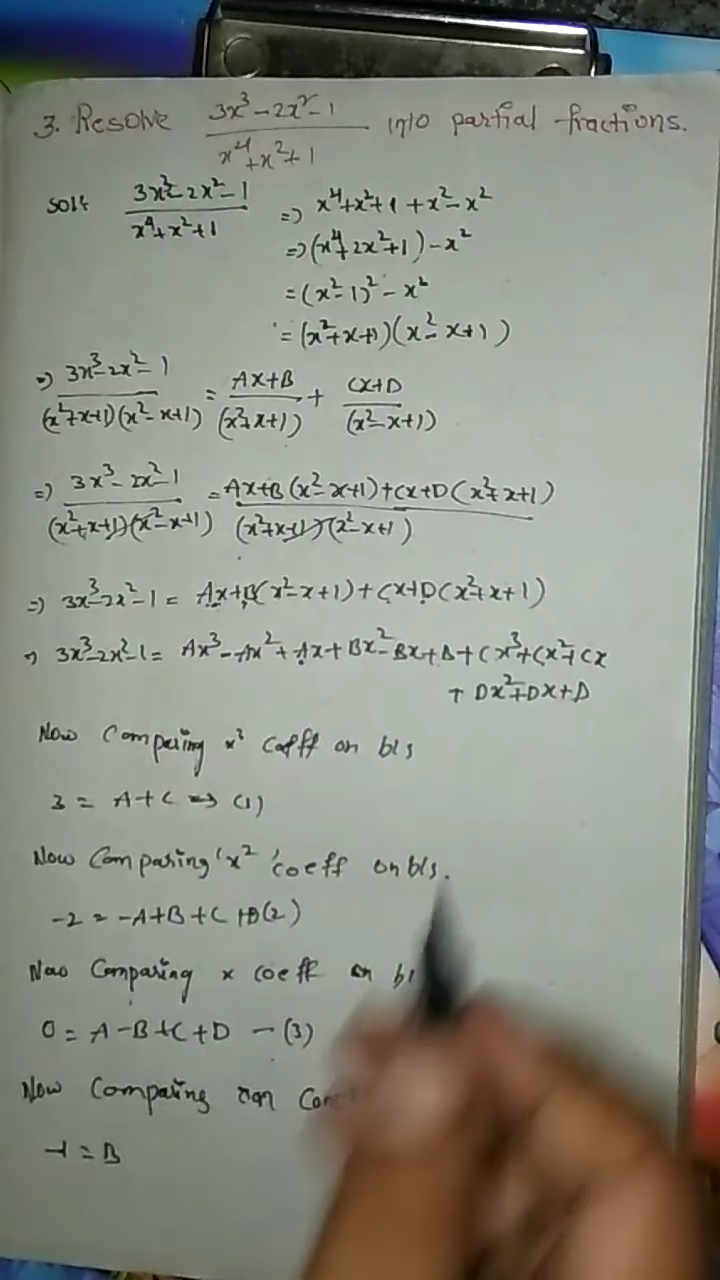 3. Resolve (3x³ - 2x² - 1)/(x⁴ + x² + 1) into partial fractions.
Sol: (3x² - 2x² - 1)/(x⁴ + x² + 1) => x⁴ + x² + 1 + x² - x²
=> (x⁴ + 2x² + 1) - x²
= (x² - 1)² - x²
= (x² + x + 1)(x² - x + 1)
=> (3x³ - 2x² - 1)/((x² + x + 1)(x² - x + 1)) = (Ax + B)/(x² + x + 1) + (Cx + D)/(x² - x + 1)
=> (3x³ - 2x² - 1)/((x² + x + 1)(x² - x + 1)) = (Ax + B (x² - x + 1) + Cx + D (x² + x + 1))/((x² + x + 1)(x² - x + 1))
=> 3x³ - 2x² - 1 = Ax + B(x² - x + 1) + Cx + D(x² + x + 1)
=> 3x³ - 2x² - 1 = Ax³ - Ax² + Ax + Bx² - Bx + B + Cx³ + Cx² + Cx
+ Dx² + Dx + D
Now Comparing x³ Coeff on b/s
3 = A + C => (1)
Now Comparing 'x²' coeff on b/s.
-2 = -A + B + C + D (2)
Now Comparing x coeff on
0 = A - B + C + D - (3)
Now Comparing
-1 = B